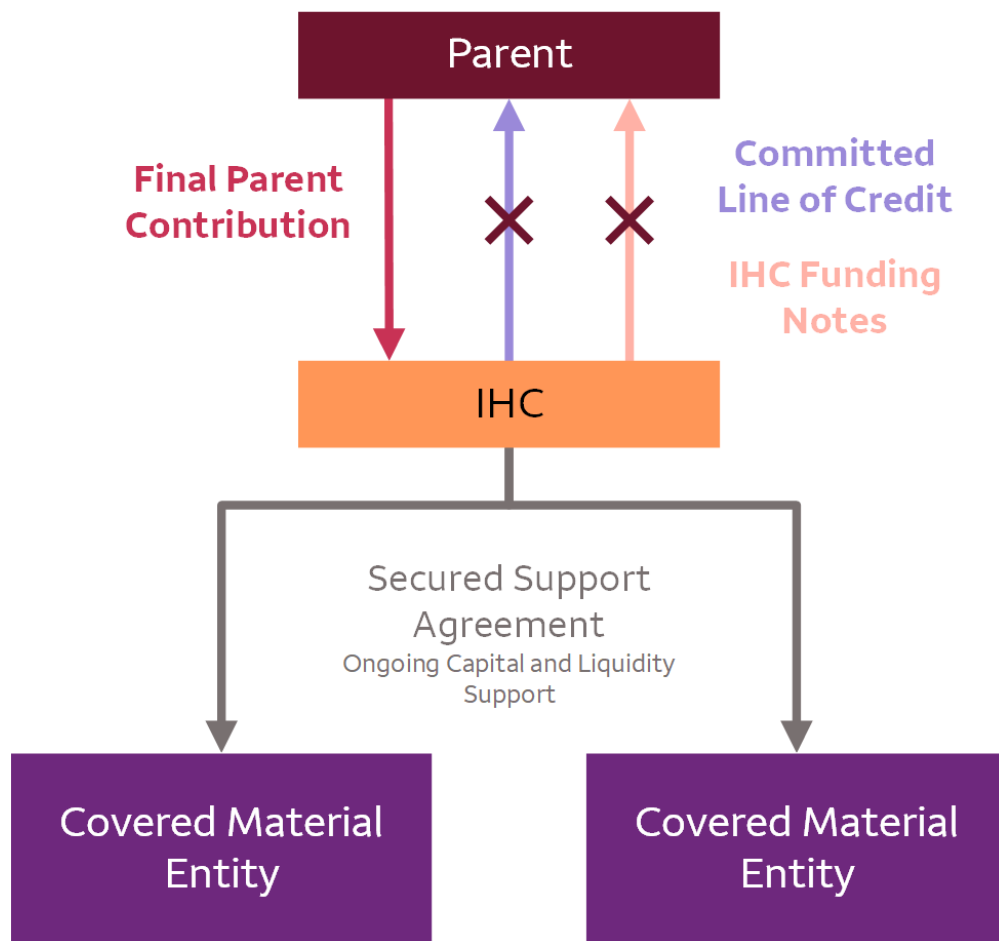 Parent
Final Parent
Contribution
Committed
Line of Credit
IHC Funding
Notes
IHC
Secured Support
Agreement
Ongoing Capital and Liquidity
Support
Covered Material
Entity
Covered Material
Entity